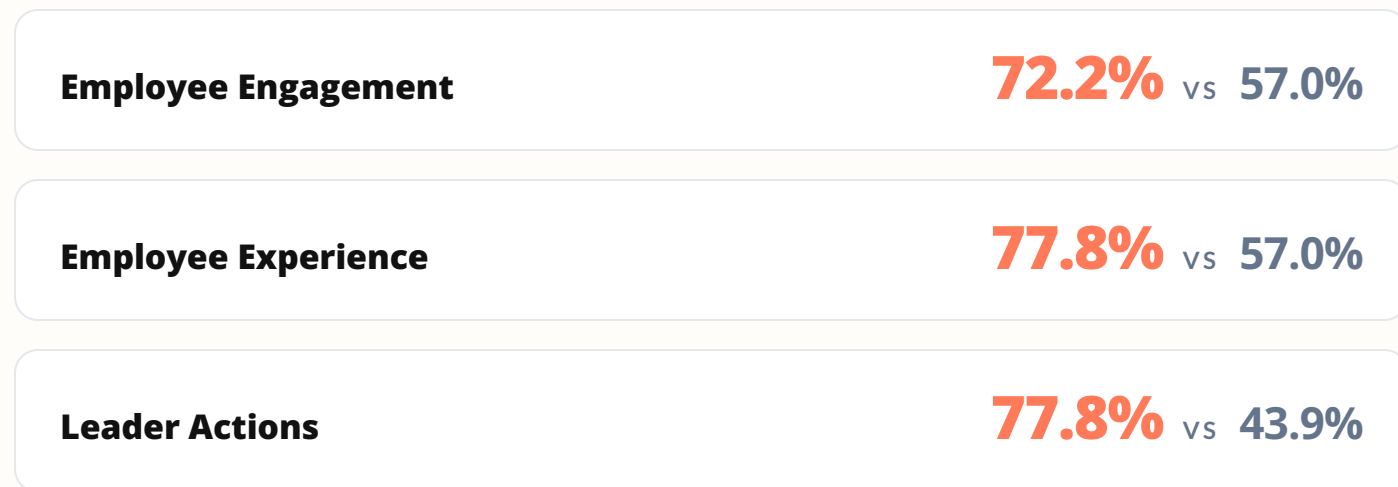 Employee Engagement 72.2% vs 57.0%
Employee Experience 77.8% vs 57.0%
Leader Actions 77.8% vs 43.9%